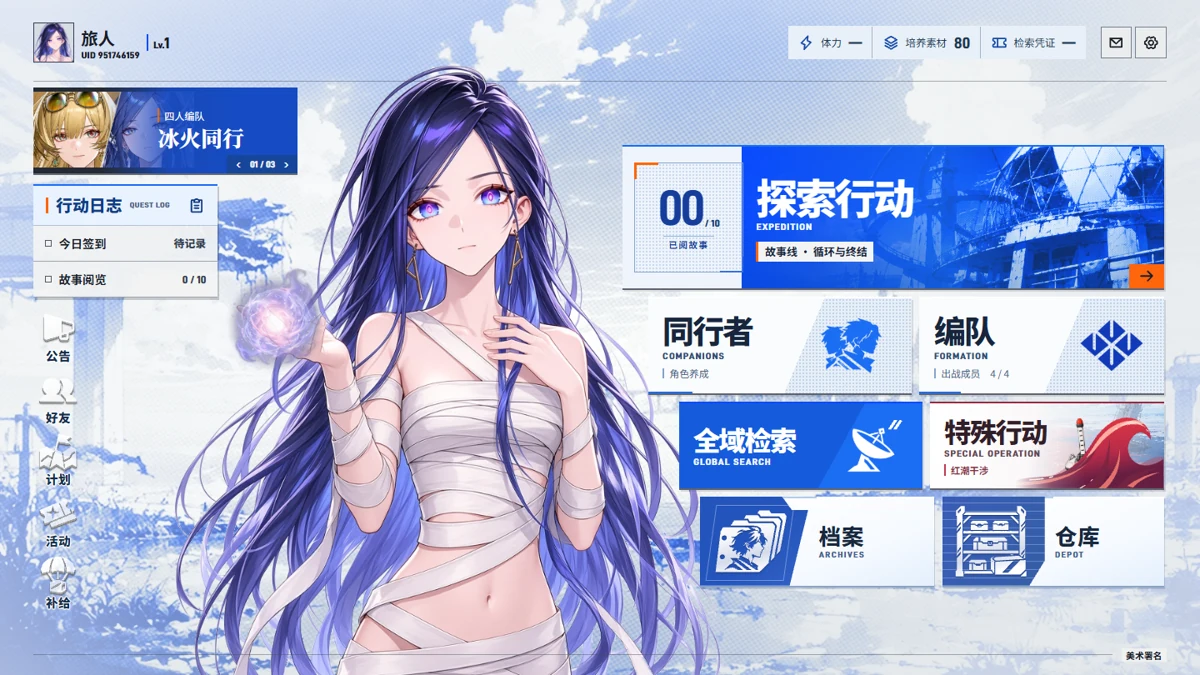 旅人
UID 951746159
Lv.1
体力 —
培养素材 80
检索凭证 —
四人编队
冰火同行
‹ 01 / 03 ›
行动日志 QUEST LOG
今日签到 待记录
故事阅览 0 / 10
公告
好友
计划
活动
补给
00 / 10
已阅故事
探索行动
EXPEDITION
故事线 · 循环与终结
同行者
COMPANIONS
角色养成
编队
FORMATION
出战成员 4 / 4
全域检索
GLOBAL SEARCH
特殊行动
SPECIAL OPERATION
红潮干涉
档案
ARCHIVES
仓库
DEPOT
美术署名